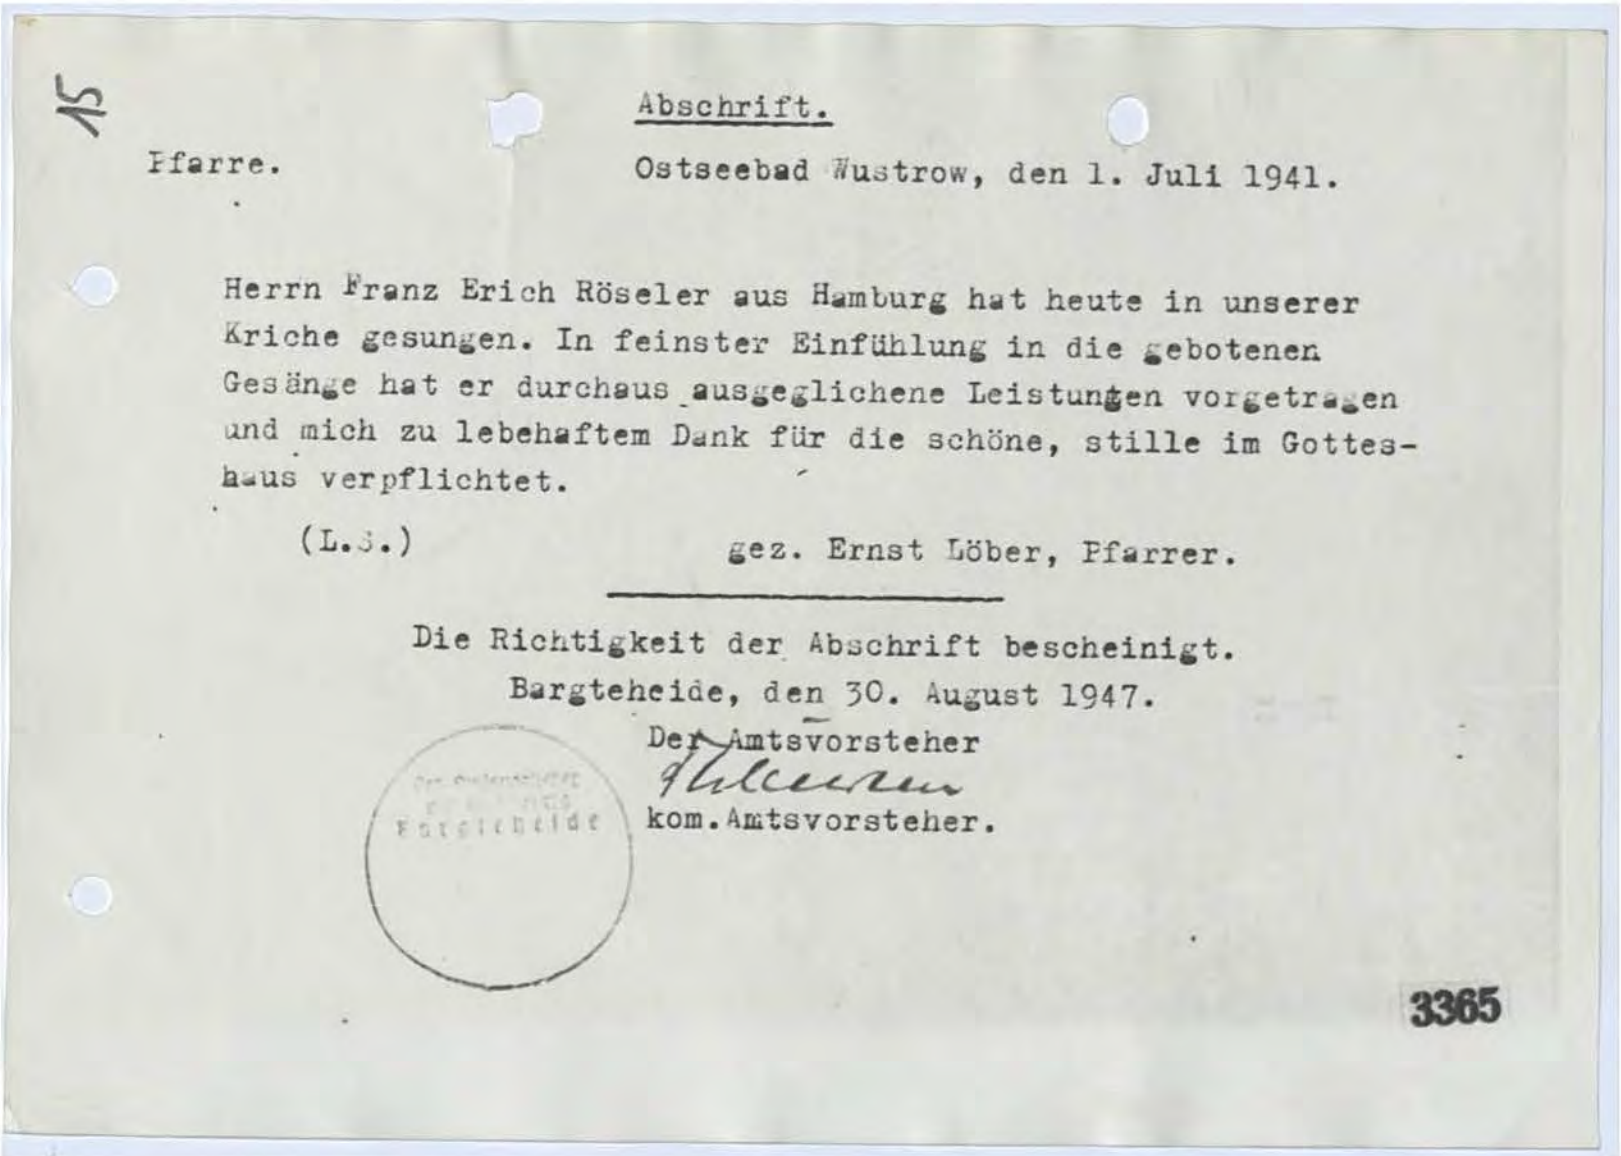 15
Abschrift.
Pfarre. Ostseebad Wustrow, den 1. Juli 1941.
Herrn Franz Erich Röseler aus Hamburg hat heute in unserer
Kriche gesungen. In feinster Einfühlung in die gebotenen
Gesänge hat er durchaus ausgeglichene Leistungen vorgetragen
und mich zu lebehaftem Dank für die schöne, stille im Gottes-
haus verpflichtet.
(L.S.) gez. Ernst Löber, Pfarrer.
Die Richtigkeit der Abschrift bescheinigt.
Bargteheide, den 30. August 1947.
Der Amtsvorsteher
kom. Amtsvorsteher.
Bargteheide
3365